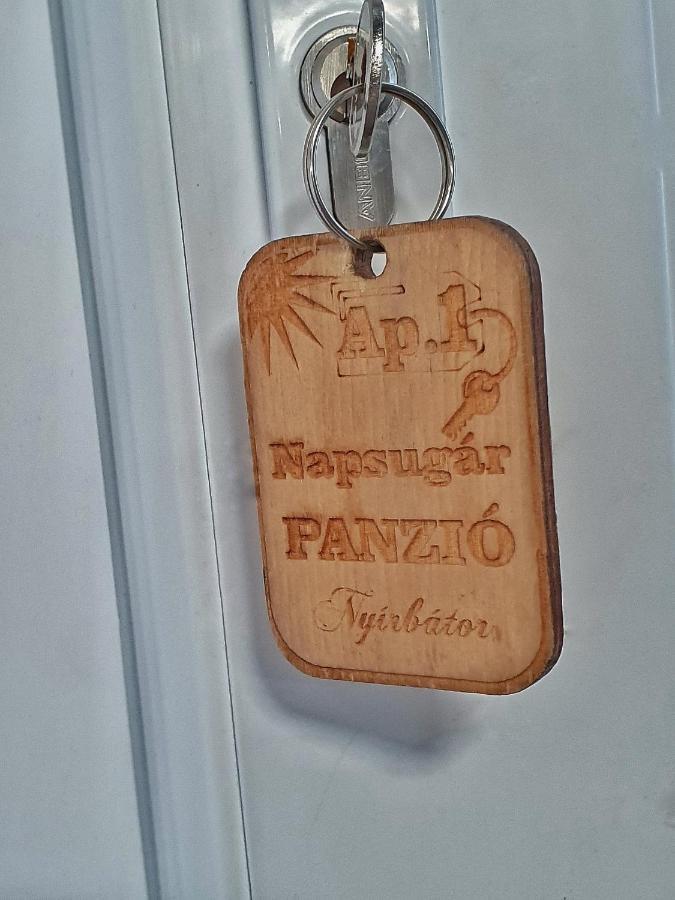 Ap.1
Napsugár
PANZIÓ
Nyírbátor